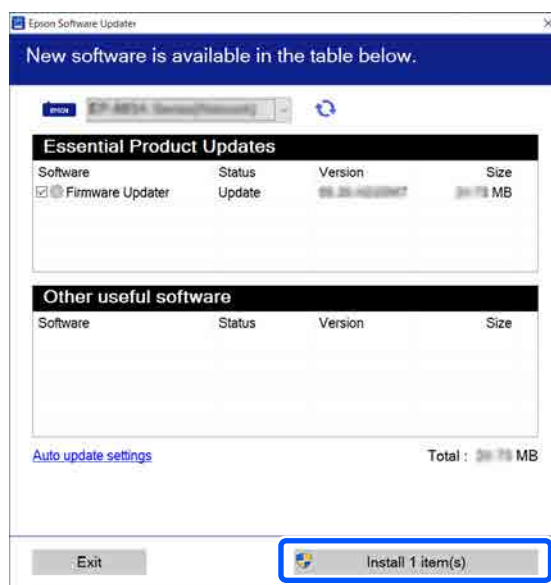 Epson Software Updater
New software is available in the table below.
EPSON
Essential Product Updates
Software Status Version Size
Firmware Updater Update MB
Other useful software
Software Status Version Size
Auto update settings Total : MB
Exit Install 1 item(s)